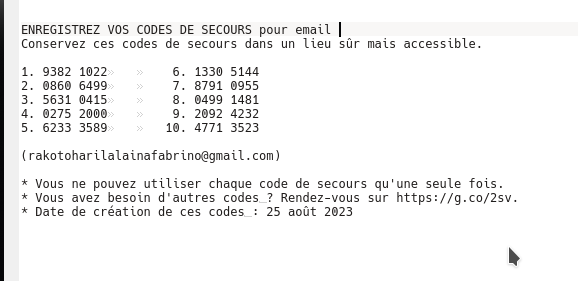 ENREGISTREZ VOS CODES DE SECOURS pour email
Conservez ces codes de secours dans un lieu sûr mais accessible.
1. 9382 1022 6. 1330 5144
2. 0860 6499 7. 8791 0955
3. 5631 0415 8. 0499 1481
4. 0275 2000 9. 2092 4232
5. 6233 3589 10. 4771 3523
(rakotoharilalainafabrino@gmail.com)
* Vous ne pouvez utiliser chaque code de secours qu'une seule fois.
* Vous avez besoin d'autres codes ? Rendez-vous sur https://g.co/2sv.
* Date de création de ces codes : 25 août 2023